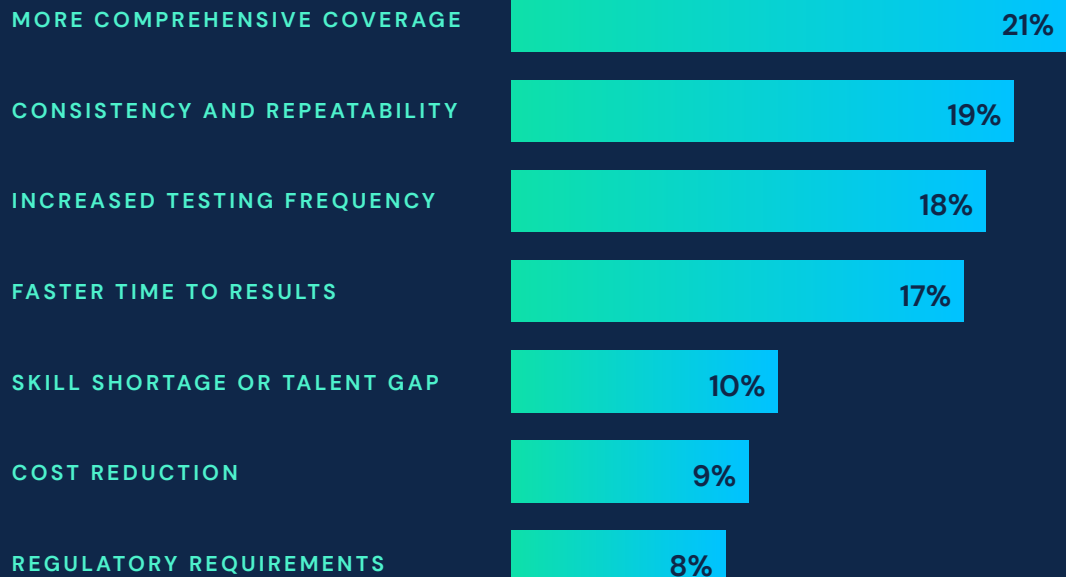 MORE COMPREHENSIVE COVERAGE 21%
CONSISTENCY AND REPEATABILITY 19%
INCREASED TESTING FREQUENCY 18%
FASTER TIME TO RESULTS 17%
SKILL SHORTAGE OR TALENT GAP 10%
COST REDUCTION 9%
REGULATORY REQUIREMENTS 8%